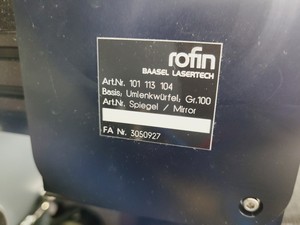 rofin
BAASEL LASERTECH
Art.Nr. 101 113 104
Basis; Umlenkwürfel, Gr.100
Art.Nr. Spiegel / Mirror
FA Nr. 3050927